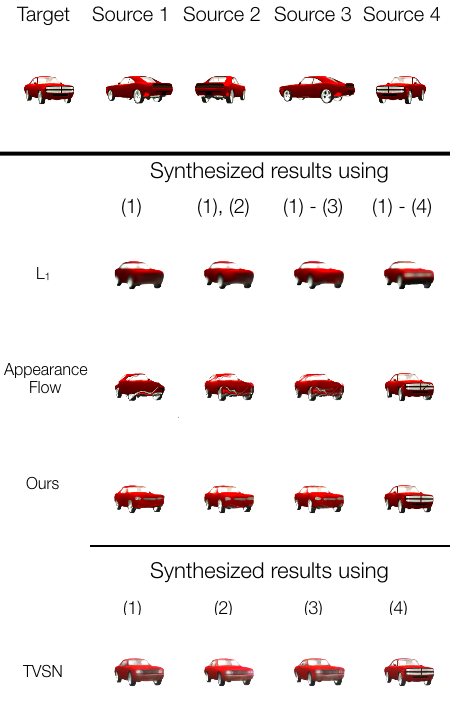 Target Source 1 Source 2 Source 3 Source 4
Synthesized results using
(1) (1), (2) (1) - (3) (1) - (4)
L₁
Appearance
Flow
Ours
Synthesized results using
(1) (2) (3) (4)
TVSN